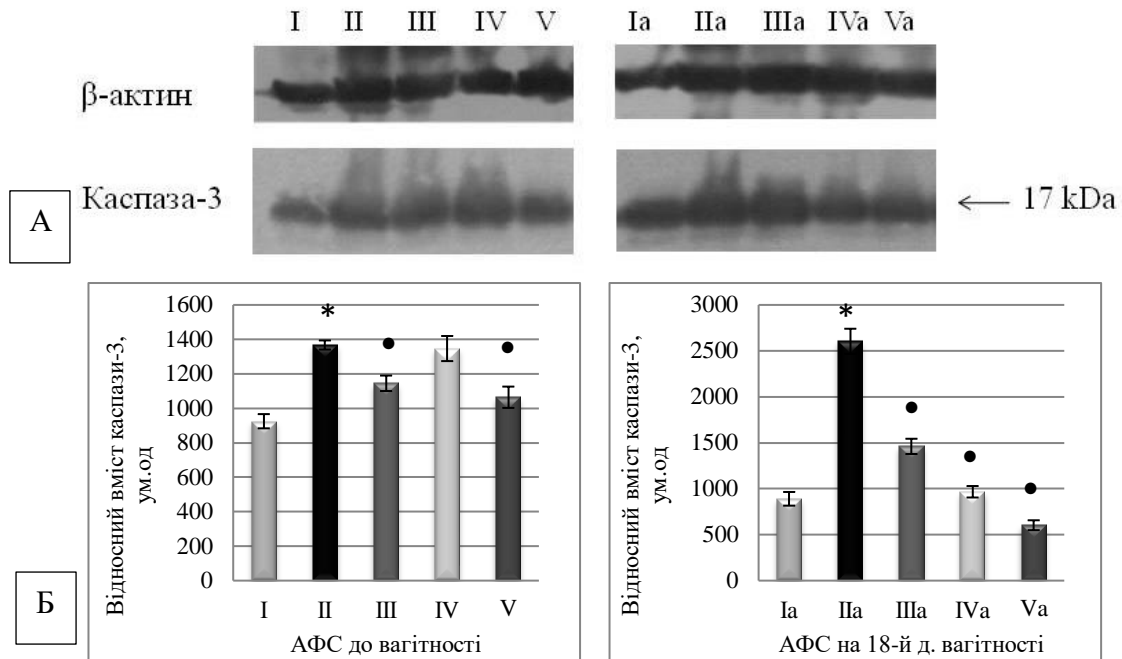 I II III IV V Ia IIa IIIa IVa Va
β-актин
Каспаза-3
17 kDa
А
Відносний вміст каспази-3,
ум.од
1600
1400
1200
1000
800
600
400
200
0
*
•
•
I II III IV V
АФС до вагітності
Відносний вміст каспази-3,
ум.од
3000
2500
2000
1500
1000
500
0
*
•
•
•
Ia IIa IIIa IVa Va
АФС на 18-й д. вагітності
Б